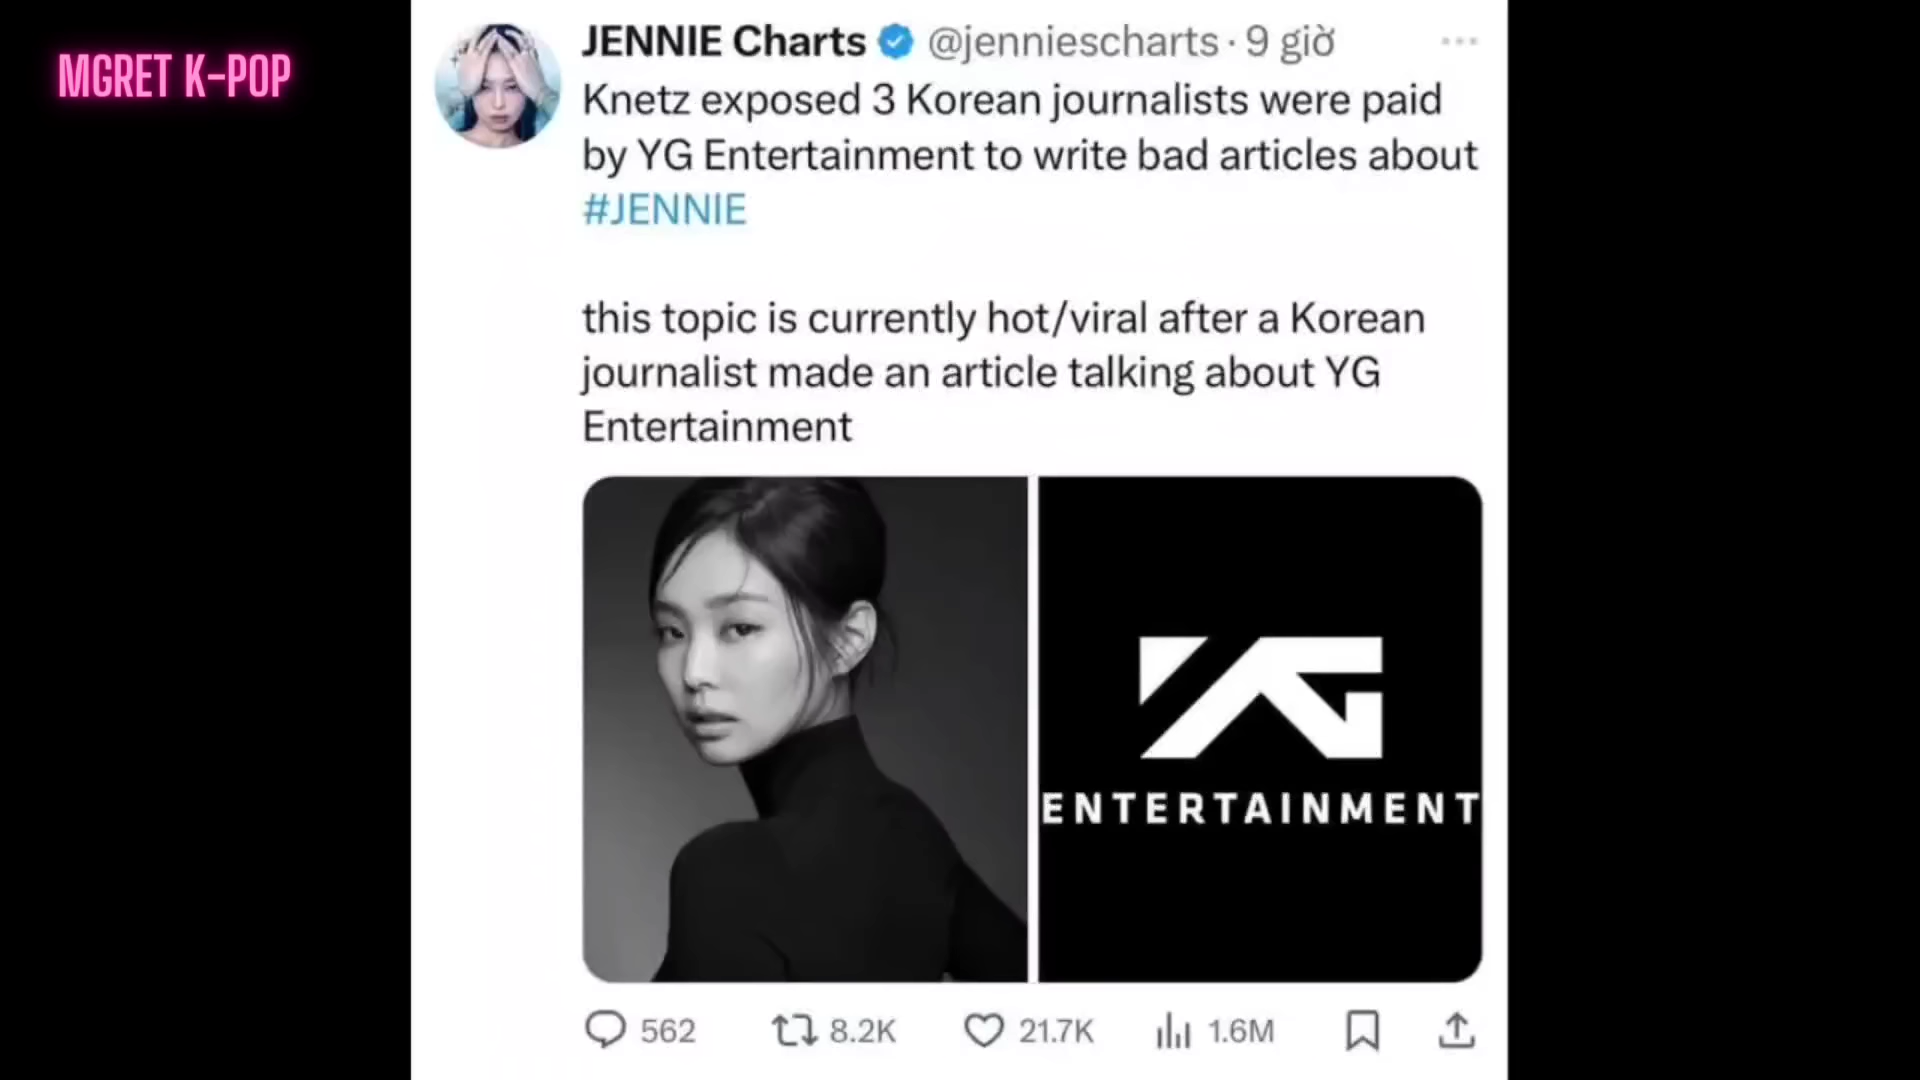 MGRET K-POP
JENNIE Charts @jenniescharts · 9 giờ
Knetz exposed 3 Korean journalists were paid
by YG Entertainment to write bad articles about
#JENNIE
this topic is currently hot/viral after a Korean
journalist made an article talking about YG
Entertainment
YG
ENTERTAINMENT
562 8.2K 21.7K 1.6M